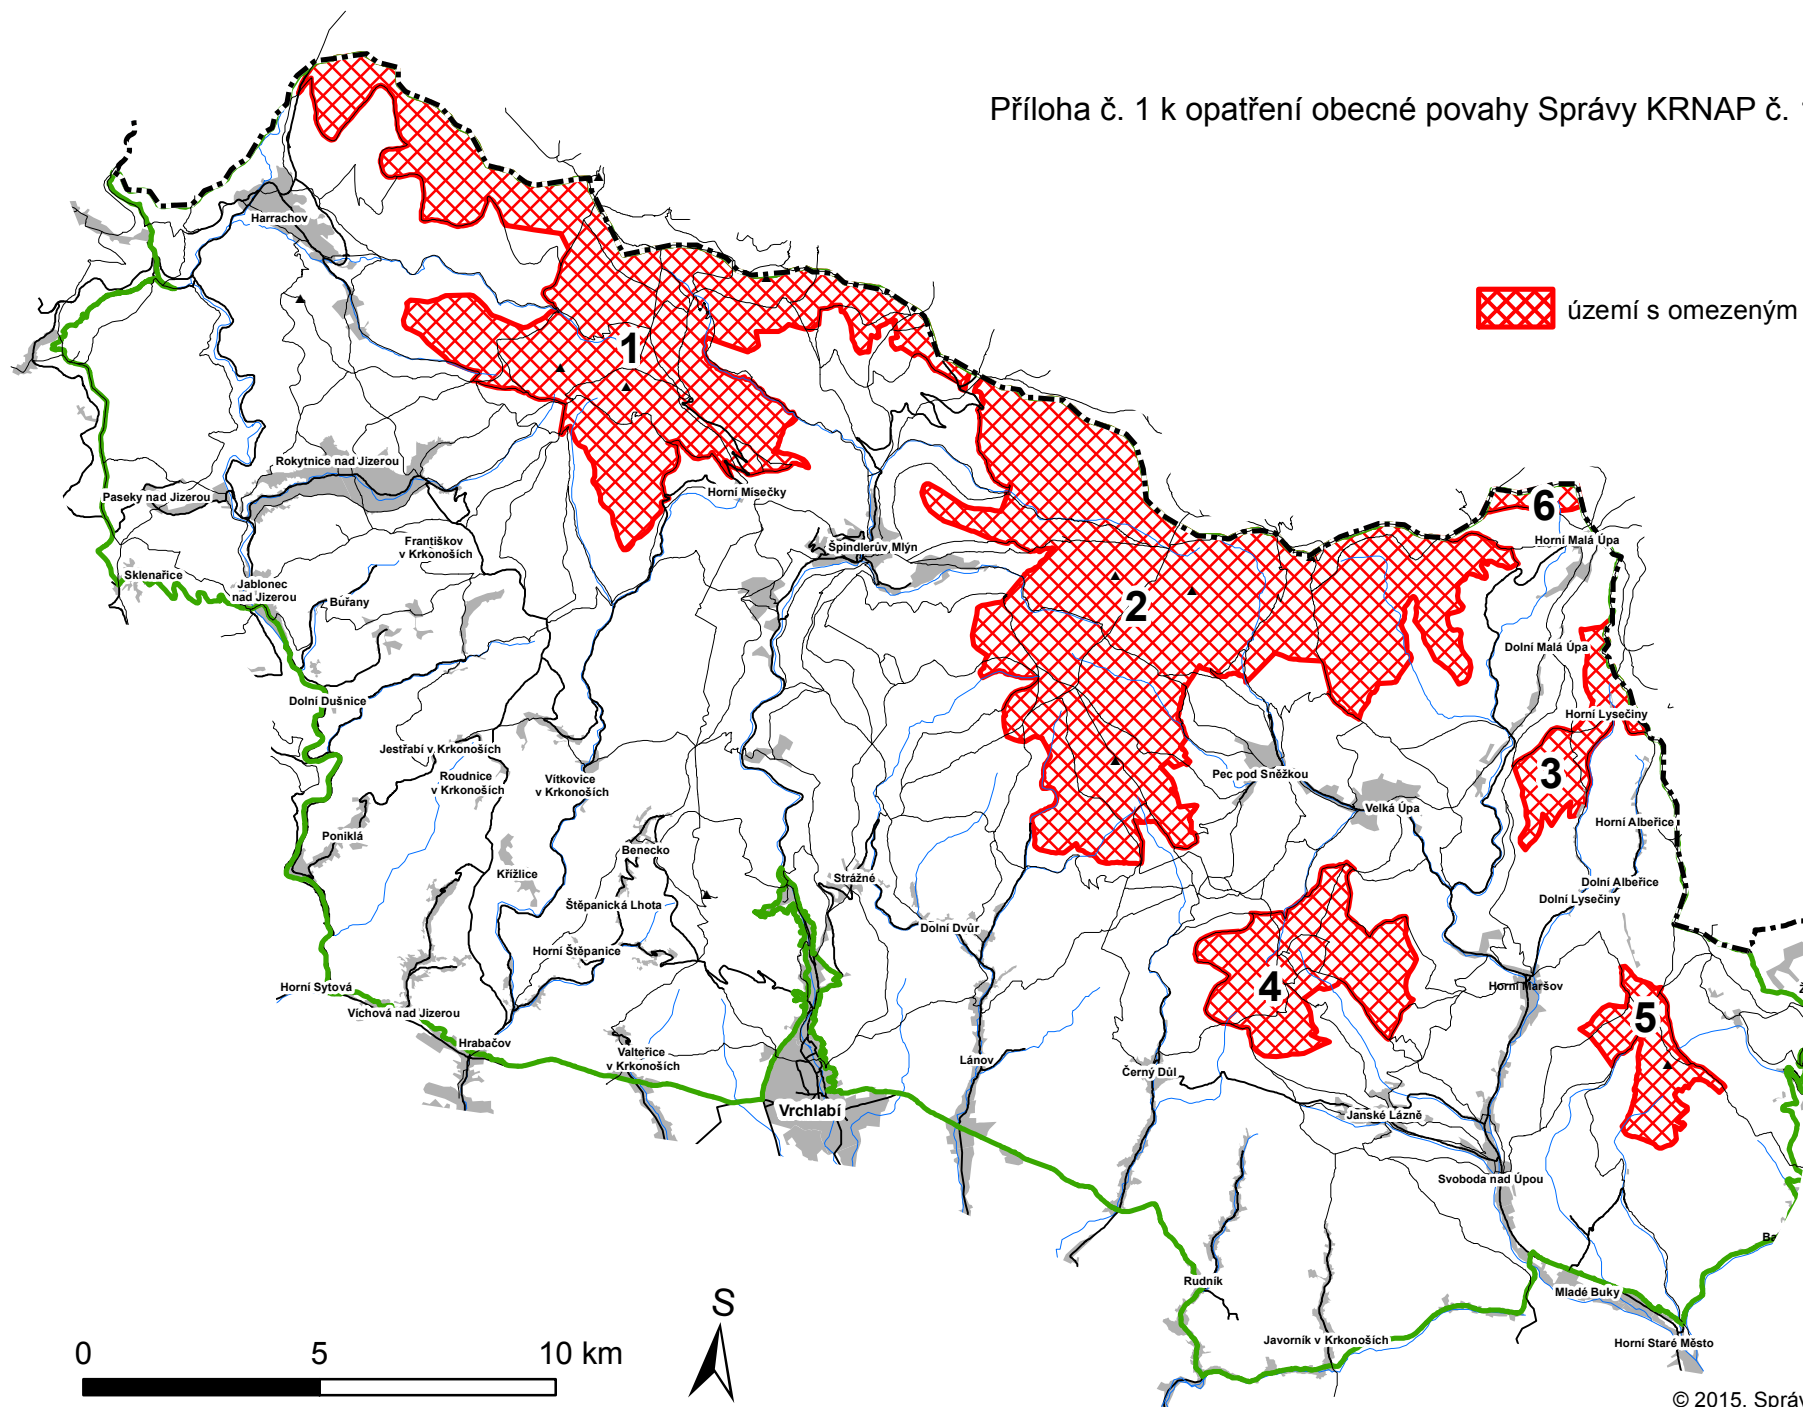 Příloha č. 1 k opatření obecné povahy Správy KRNAP č.
území s omezeným
Harrachov
1
Rokytnice nad Jizerou
Paseky nad Jizerou
Horní Mísečky
6
Horní Malá Úpa
Františkov
v Krkonoších
Špindlerův Mlýn
Sklenařice
Jablonec
nad Jizerou
Buřany
2
Dolní Malá Úpa
Dolní Dušnice
Horní Lysečiny
Jestřabí v Krkonoších
Roudnice
v Krkonoších
Vítkovice
v Krkonoších
Pec pod Sněžkou
3
Velká Úpa
Horní Albeřice
Poniklá
Benecko
Křížlice
Strážné
Dolní Albeřice
Dolní Lysečiny
Štěpanická Lhota
Dolní Dvůr
Horní Štěpanice
Horní Sytová
4
Horní Maršov
Víchová nad Jizerou
5
Hrabačov
Valteřice
v Krkonoších
Lánov
Černý Důl
Vrchlabí
Janské Lázně
Svoboda nad Úpou
Ba
Rudník
Mladé Buky
Javorník v Krkonoších
Horní Staré Město
S
0 5 10 km
© 2015, Správ